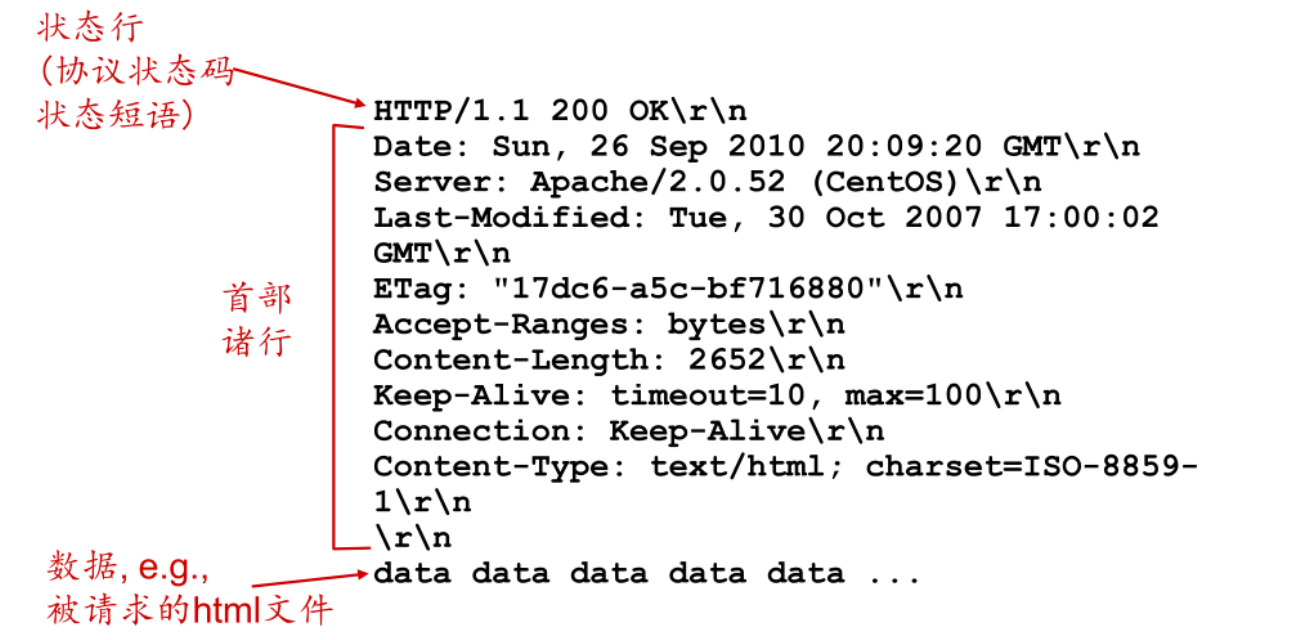 状态行
(协议状态码
状态短语)
HTTP/1.1 200 OK\r\n
Date: Sun, 26 Sep 2010 20:09:20 GMT\r\n
Server: Apache/2.0.52 (CentOS)\r\n
Last-Modified: Tue, 30 Oct 2007 17:00:02
GMT\r\n
ETag: "17dc6-a5c-bf716880"\r\n
Accept-Ranges: bytes\r\n
Content-Length: 2652\r\n
Keep-Alive: timeout=10, max=100\r\n
Connection: Keep-Alive\r\n
Content-Type: text/html; charset=ISO-8859-
1\r\n
\r\n
首部
诸行
data data data data data ...
数据, e.g.,
被请求的html文件